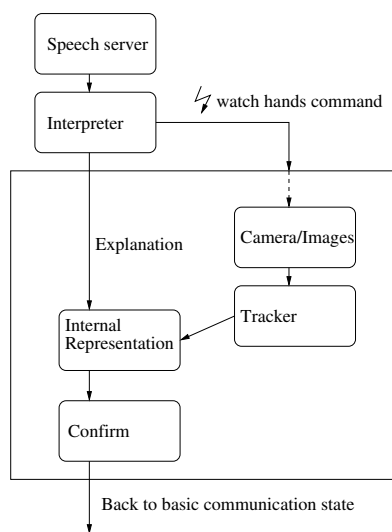 Speech server
watch hands command
Interpreter
Camera/Images
Explanation
Tracker
Internal
Representation
Confirm
Back to basic communication state